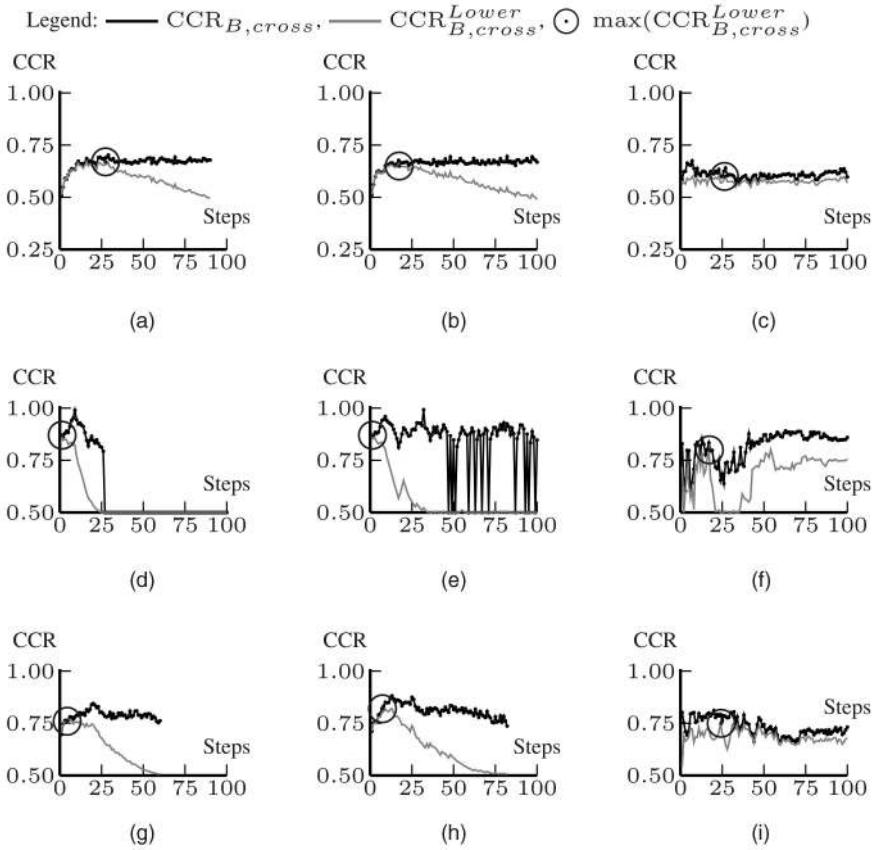 Legend: CCR_{B,cross}, CCR^{Lower}_{B,cross}, max(CCR^{Lower}_{B,cross})
CCR CCR CCR
1.00 1.00 1.00
0.75 0.75 0.75
0.50 0.50 0.50
Steps Steps Steps
0.25 0.25 0.25
0 25 50 75 100 0 25 50 75 100 0 25 50 75 100
(a) (b) (c)
CCR CCR CCR
1.00 1.00 1.00
0.75 0.75 0.75
Steps Steps Steps
0.50 0.50 0.50
0 25 50 75 100 0 25 50 75 100 0 25 50 75 100
(d) (e) (f)
CCR CCR CCR
1.00 1.00 1.00
0.75 0.75 0.75
Steps Steps Steps
0.50 0.50 0.50
0 25 50 75 100 0 25 50 75 100 0 25 50 75 100
(g) (h) (i)